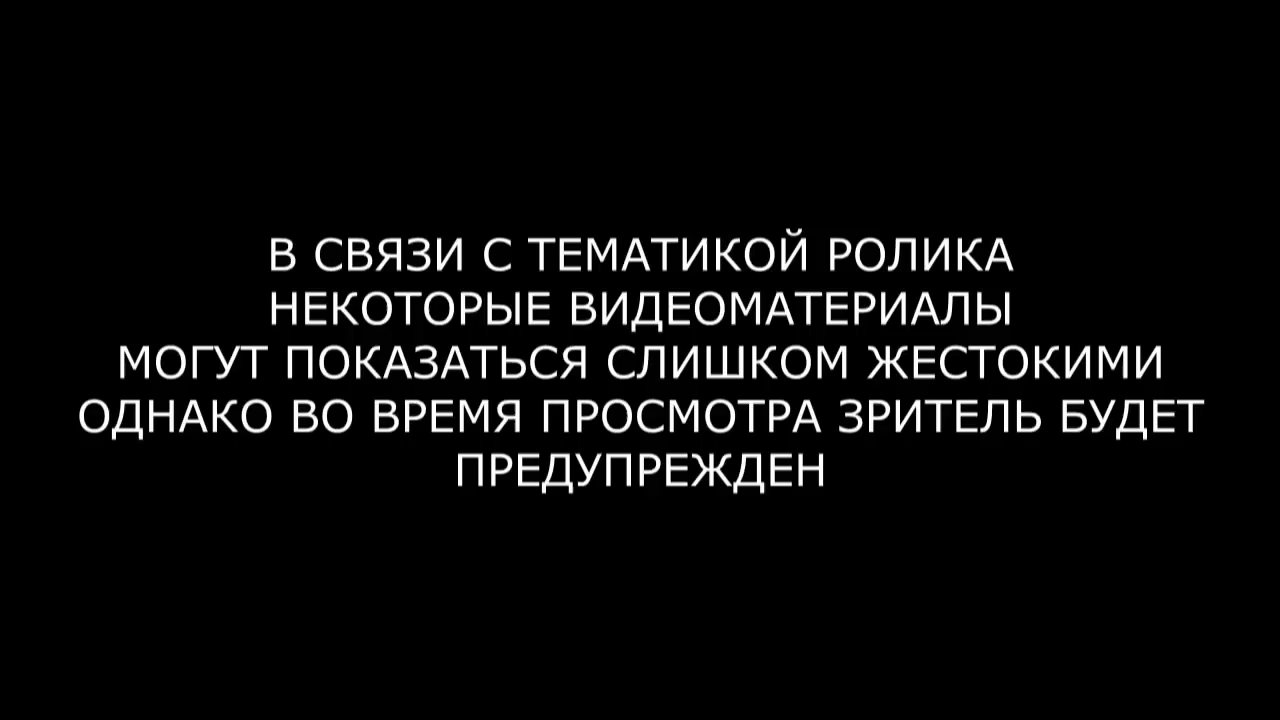 В СВЯЗИ С ТЕМАТИКОЙ РОЛИКА
НЕКОТОРЫЕ ВИДЕОМАТЕРИАЛЫ
МОГУТ ПОКАЗАТЬСЯ СЛИШКОМ ЖЕСТОКИМИ
ОДНАКО ВО ВРЕМЯ ПРОСМОТРА ЗРИТЕЛЬ БУДЕТ
ПРЕДУПРЕЖДЕН